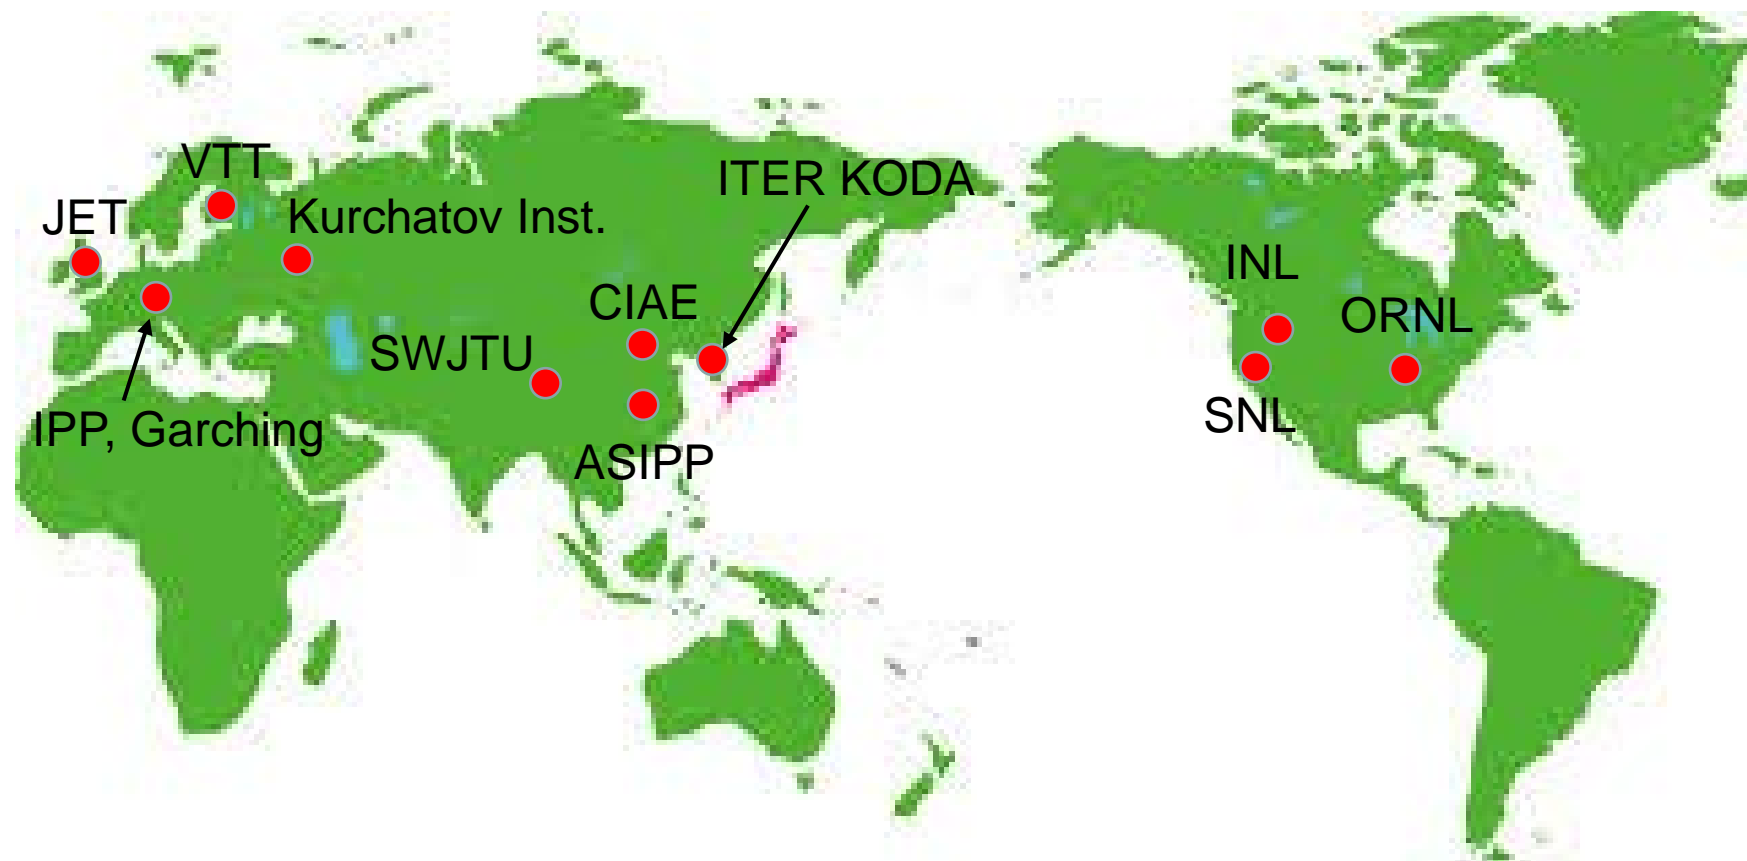 VTT
ITER KODA
JET
Kurchatov Inst.
INL
CIAE
ORNL
SWJTU
SNL
IPP, Garching
ASIPP